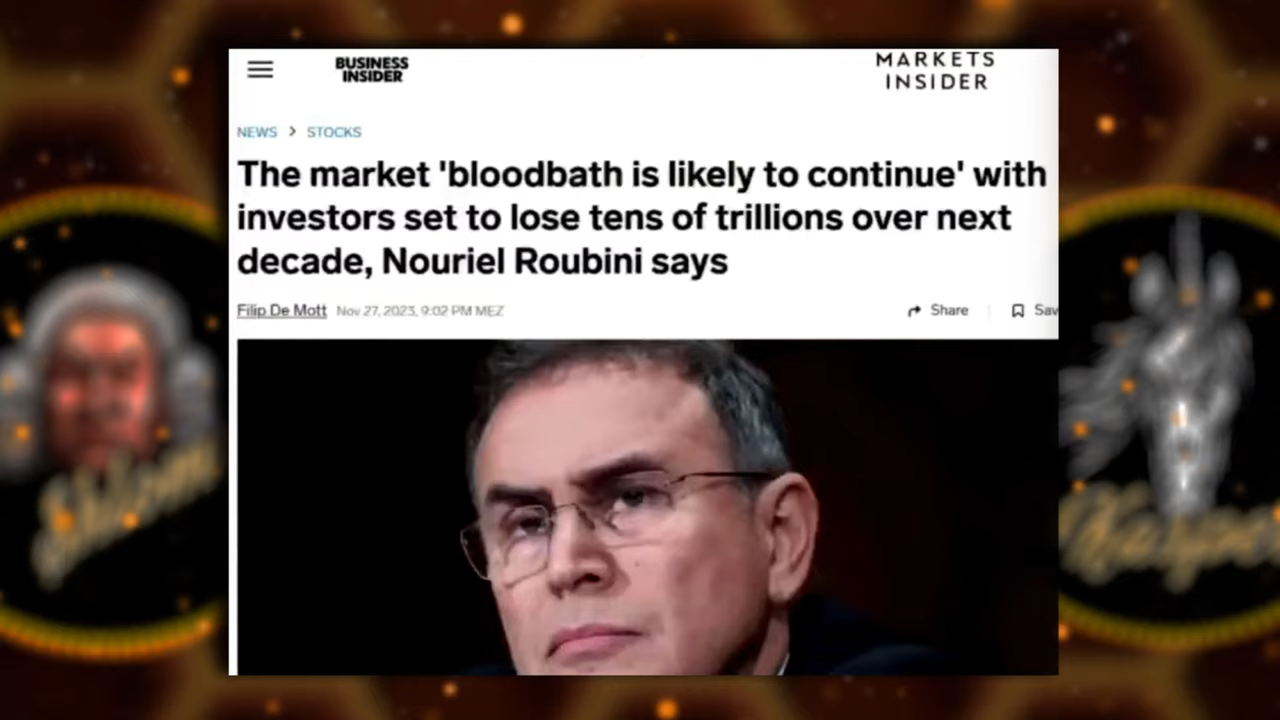 BUSINESS
INSIDER
MARKETS
INSIDER
NEWS > STOCKS
The market 'bloodbath is likely to continue' with
investors set to lose tens of trillions over next
decade, Nouriel Roubini says
Filip De Mott Nov 27, 2023, 9:02 PM MEZ
Share
Sav